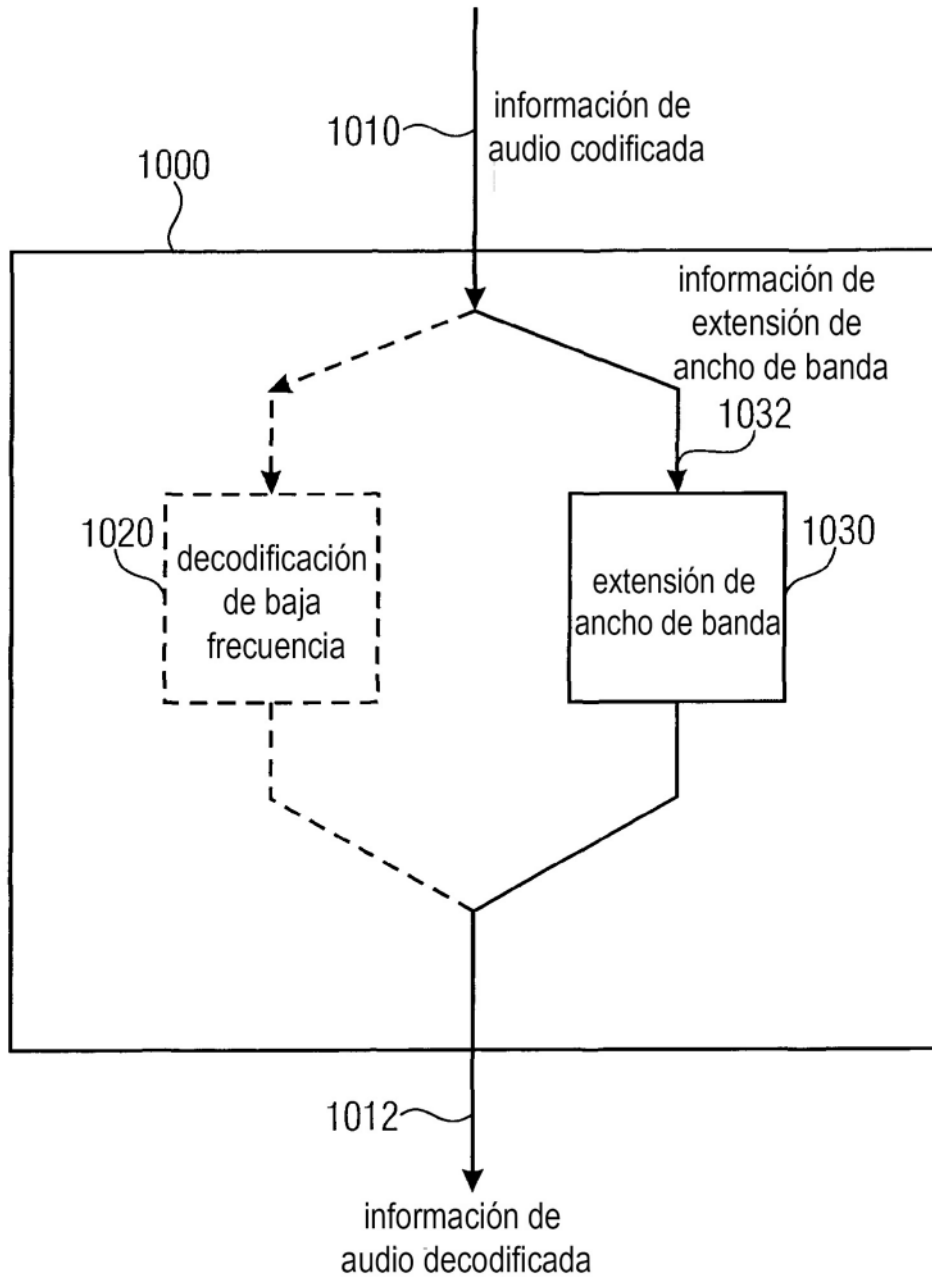 1010
información de
audio codificada
1000
información de
extensión de
ancho de banda
1032
1020
decodificación
de baja
frecuencia
1030
extensión de
ancho de banda
1012
información de
audio decodificada